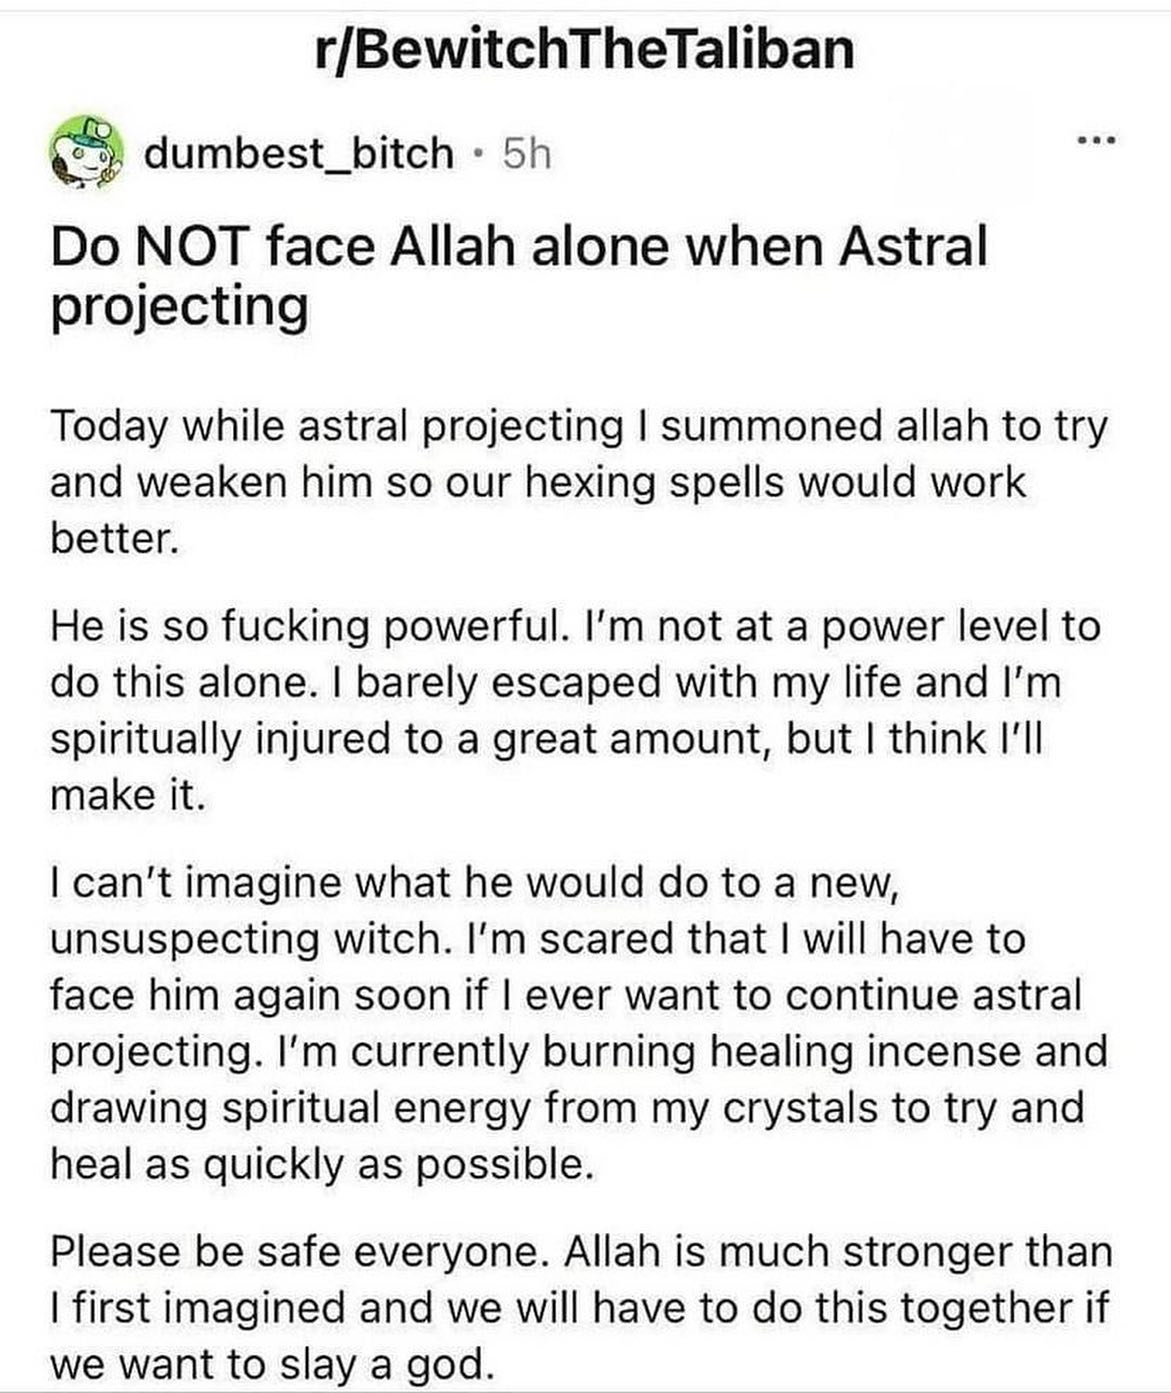 r/BewitchTheTaliban
dumbest_bitch · 5h
Do NOT face Allah alone when Astral
projecting
Today while astral projecting I summoned allah to try
and weaken him so our hexing spells would work
better.
He is so fucking powerful. I'm not at a power level to
do this alone. I barely escaped with my life and I'm
spiritually injured to a great amount, but I think I'll
make it.
I can't imagine what he would do to a new,
unsuspecting witch. I'm scared that I will have to
face him again soon if I ever want to continue astral
projecting. I'm currently burning healing incense and
drawing spiritual energy from my crystals to try and
heal as quickly as possible.
Please be safe everyone. Allah is much stronger than
I first imagined and we will have to do this together if
we want to slay a god.